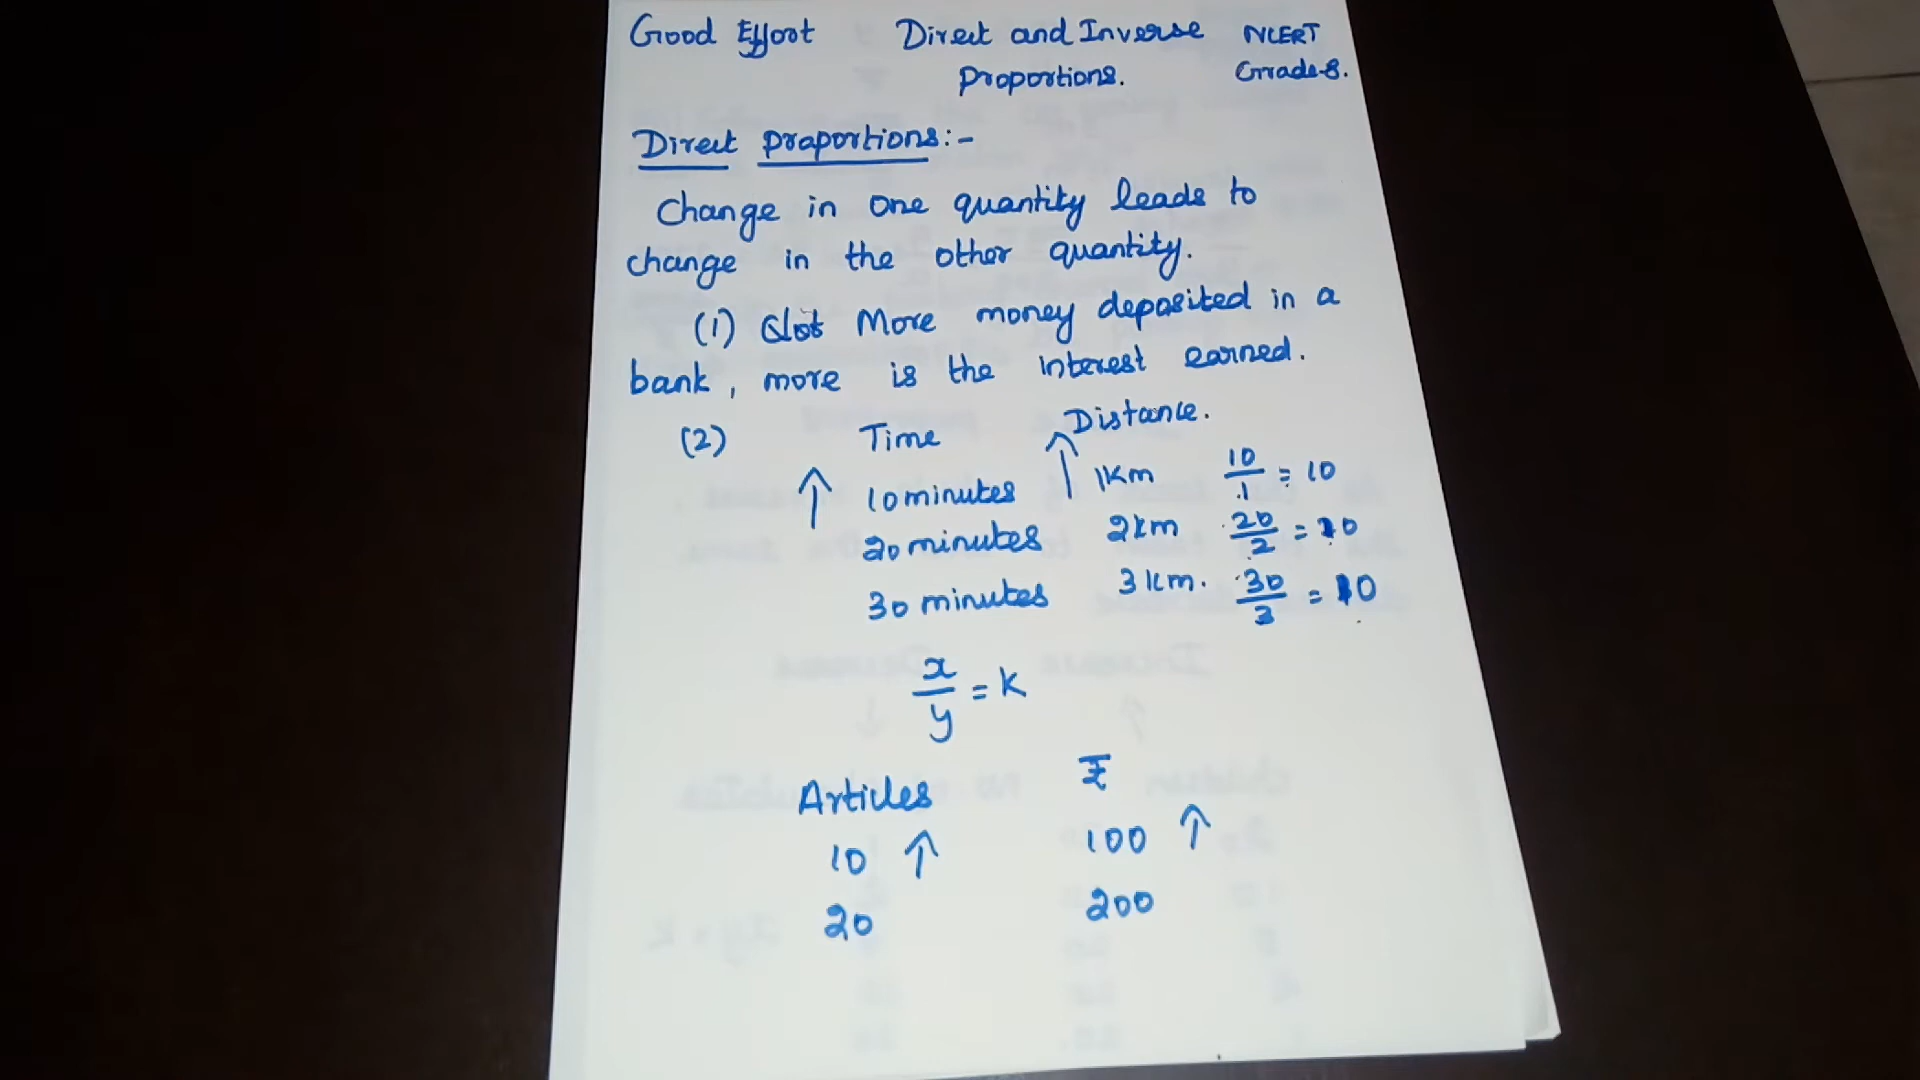 Good Effort Direct and Inverse NCERT
Proportions. Grade-8.
Direct proportions:-
Change in one quantity leads to
change in the other quantity.
(1) More money deposited in a
bank, more is the interest earned.
(2) Time ↑ Distance.
↑ 10 minutes 1km 10/1 = 10
20 minutes 2km 20/2 = 10
30 minutes 3km. 30/3 = 10
x/y = k
Articles ₹
10 ↑ 100 ↑
20 200